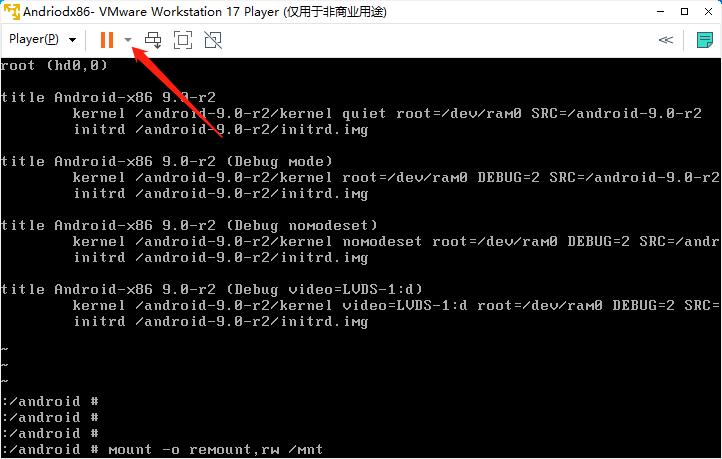 Andriodx86- VMware Workstation 17 Player (仅用于非商业用途)
Player(P)
root (hd0,0)
title Android-x86 9.0-r2
kernel /android-9.0-r2/kernel quiet root=/dev/ram0 SRC=/android-9.0-r2
initrd /android-9.0-r2/initrd.img
title Android-x86 9.0-r2 (Debug mode)
kernel /android-9.0-r2/kernel root=/dev/ram0 DEBUG=2 SRC=/android-9.0-r2
initrd /android-9.0-r2/initrd.img
title Android-x86 9.0-r2 (Debug nomodeset)
kernel /android-9.0-r2/kernel nomodeset root=/dev/ram0 DEBUG=2 SRC=/andr
initrd /android-9.0-r2/initrd.img
title Android-x86 9.0-r2 (Debug video=LVDS-1:d)
kernel /android-9.0-r2/kernel video=LVDS-1:d root=/dev/ram0 DEBUG=2 SRC=
initrd /android-9.0-r2/initrd.img
~
~
~
:/android #
:/android #
:/android #
:/android # mount -o remount,rw /mnt